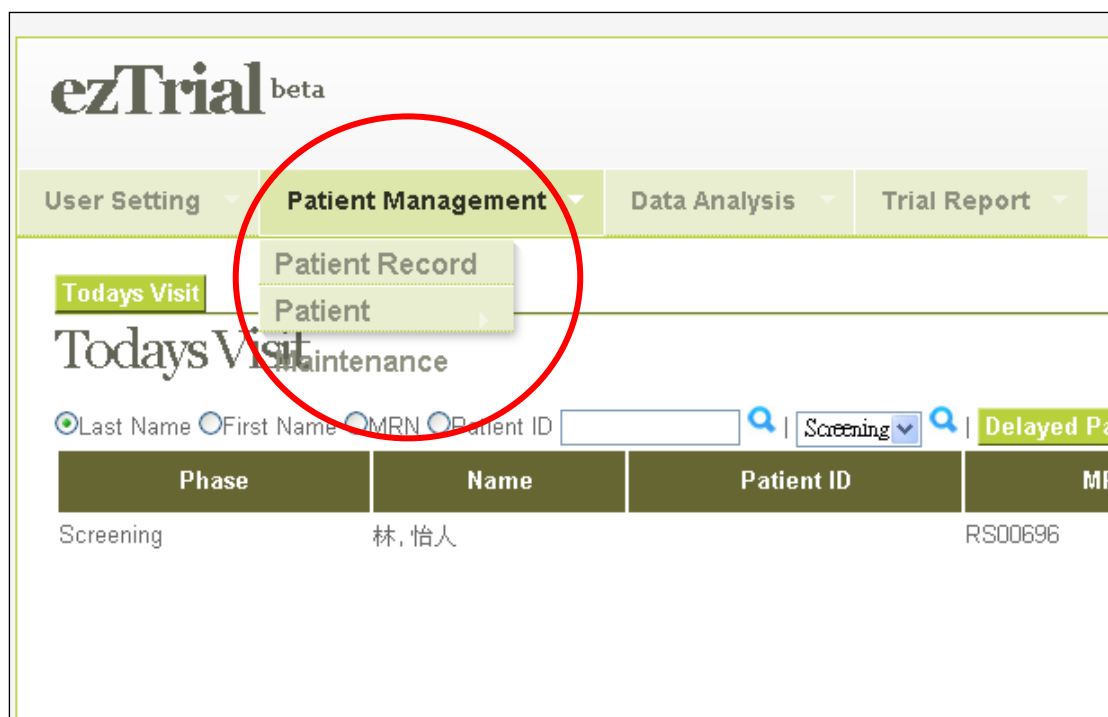 ezTrial beta
User Setting Patient Management Data Analysis Trial Report
Patient Record
Todays Visit
Patient
Todays Visit
Maintenance
Last Name First Name MRN Patient ID | Screening | Delayed
Phase Name Patient ID
Screening 林, 怡人 RS00696